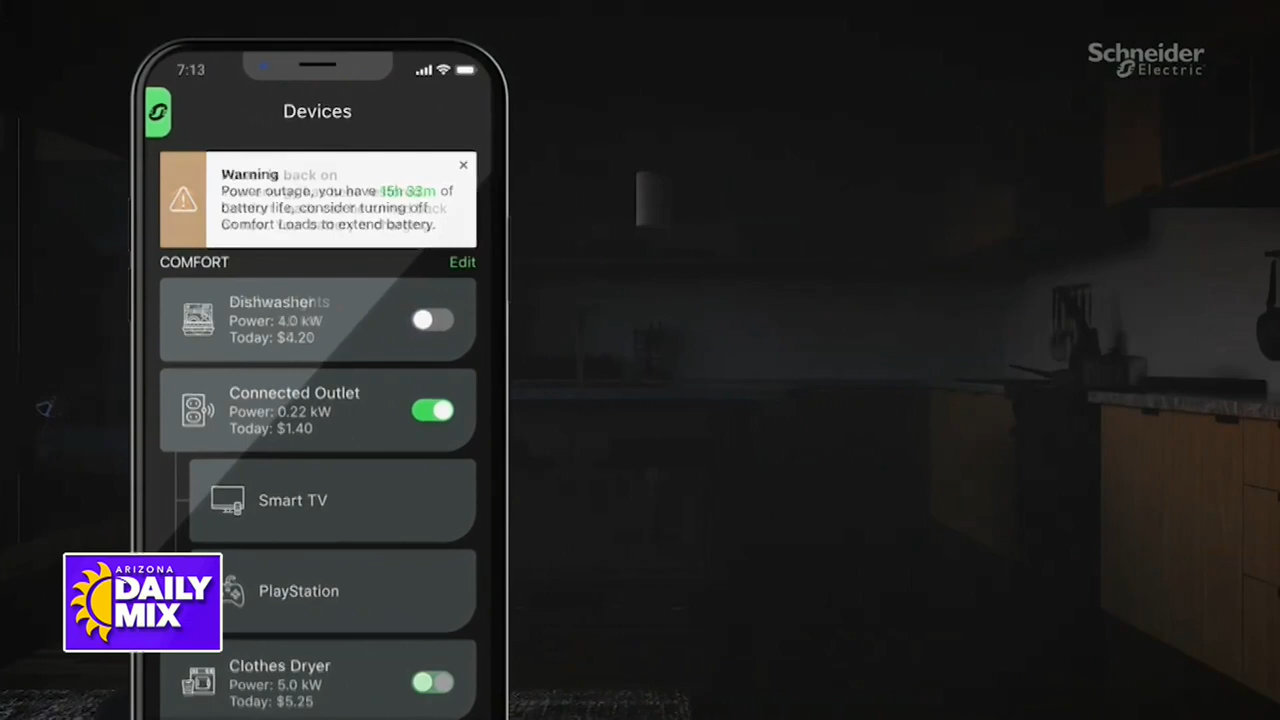 7:13
Schneider
Electric
Devices
Warning
back on
Power outage, you have 15h 33m of
battery life, consider turning off
Comfort Loads to extend battery.
COMFORT
Edit
Dishwasher
Power: 4.0 kW
Today: $4.20
Connected Outlet
Power: 0.22 kW
Today: $1.40
Smart TV
PlayStation
ARIZONA
DAILY
MIX
Clothes Dryer
Power: 5.0 kW
Today: $5.25